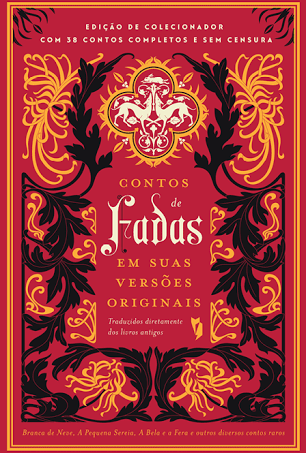 EDIÇÃO DE COLECIONADOR
COM 38 CONTOS COMPLETOS E SEM CENSURA
CONTOS
de
Fadas
EM SUAS
VERSÕES
ORIGINAIS
Traduzidos diretamente
dos livros antigos
Branca de Neve, A Pequena Sereia, A Bela e a Fera e outros diversos contos raros